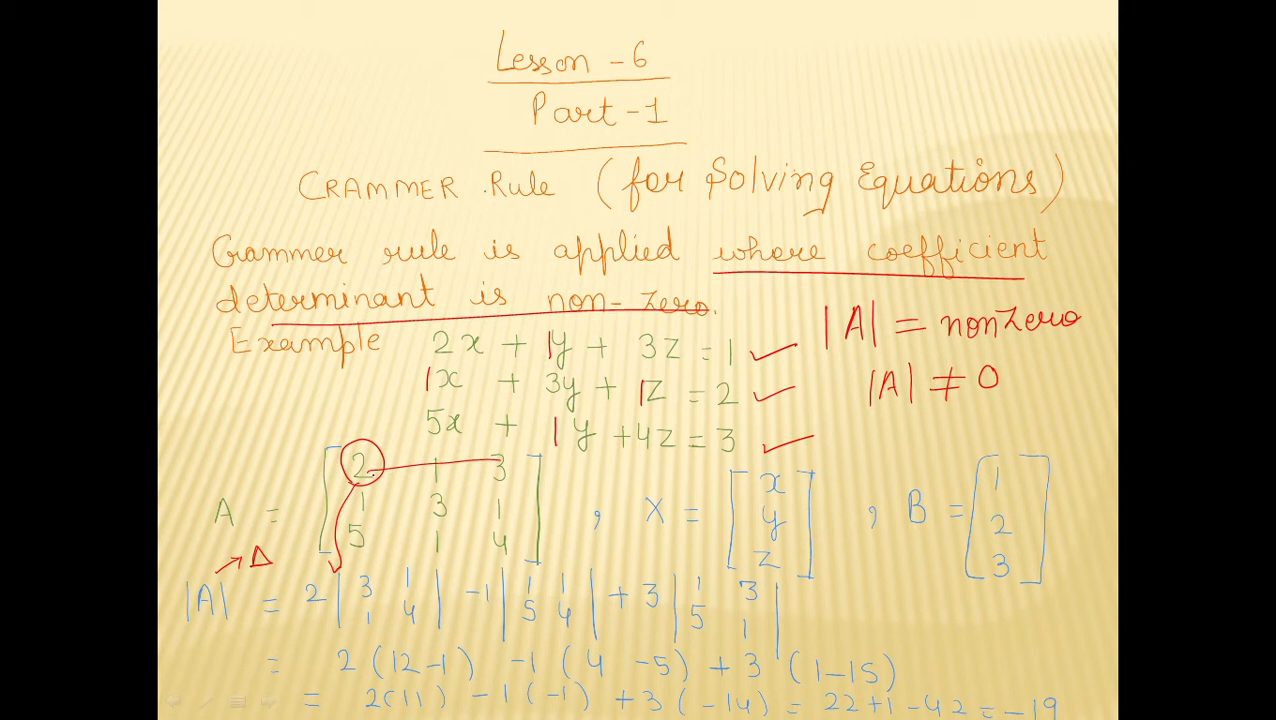 Lesson - 6
Part - 1
CRAMMER Rule (for Solving Equations)
Crammer rule is applied where coefficient
determinant is non-zero.
|A| = nonzero
Example 2x + 1y + 3z = 1
1x + 3y + 1z = 2
|A| ≠ 0
5x + 1y + 4z = 3
A = [2 1 3
1 3 1
5 1 4] , X = [x
y
z] , B = [1
2
3]
Δ
|A| = 2 |3 1
1 4| -1 |1 1
5 4| + 3 |1 3
5 1|
= 2 (12-1) -1 (4 -5) + 3 (1-15)
= 2(11) -1(-1) + 3(-14) = 22+1-42 = -19